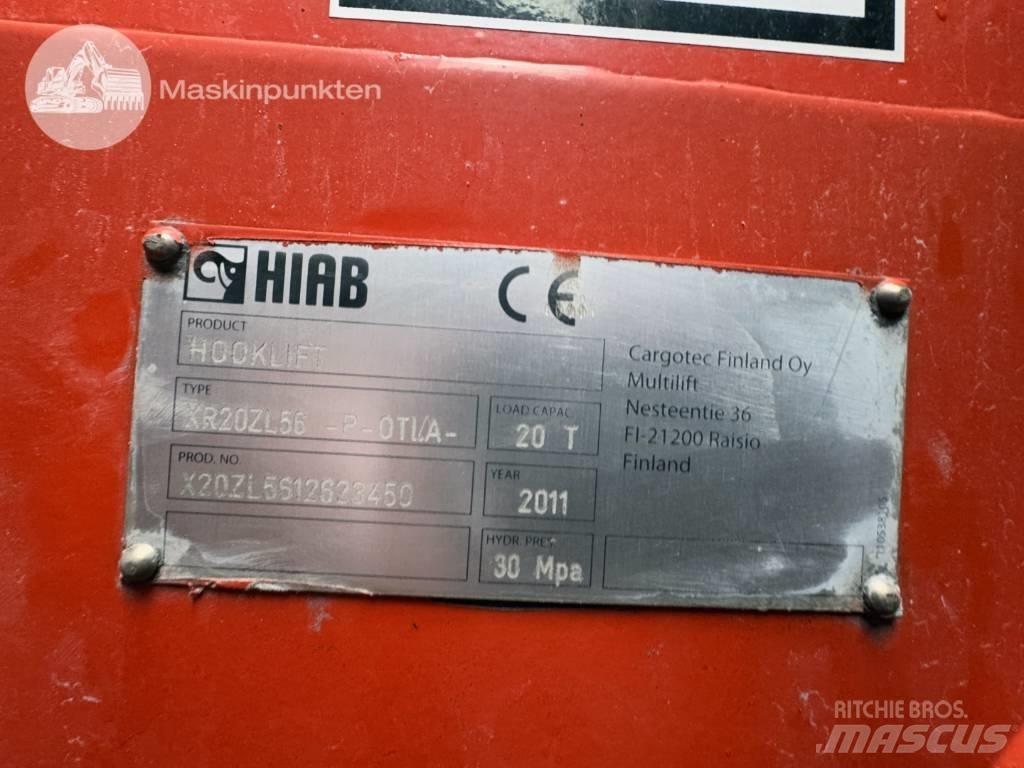 Maskinpunkten
HIAB CE
PRODUCT
HOOKLIFT
TYPE
XR20ZL56 -P-OTL/A-
LOAD CAPAC
20 T
PROD. NO.
X20ZL5612623450
YEAR
2011
HYDR. PRES.
30 Mpa
Cargotec Finland Oy
Multilift
Nesteentie 36
FI-21200 Raisio
Finland
RITCHIE BROS.
MASCUS